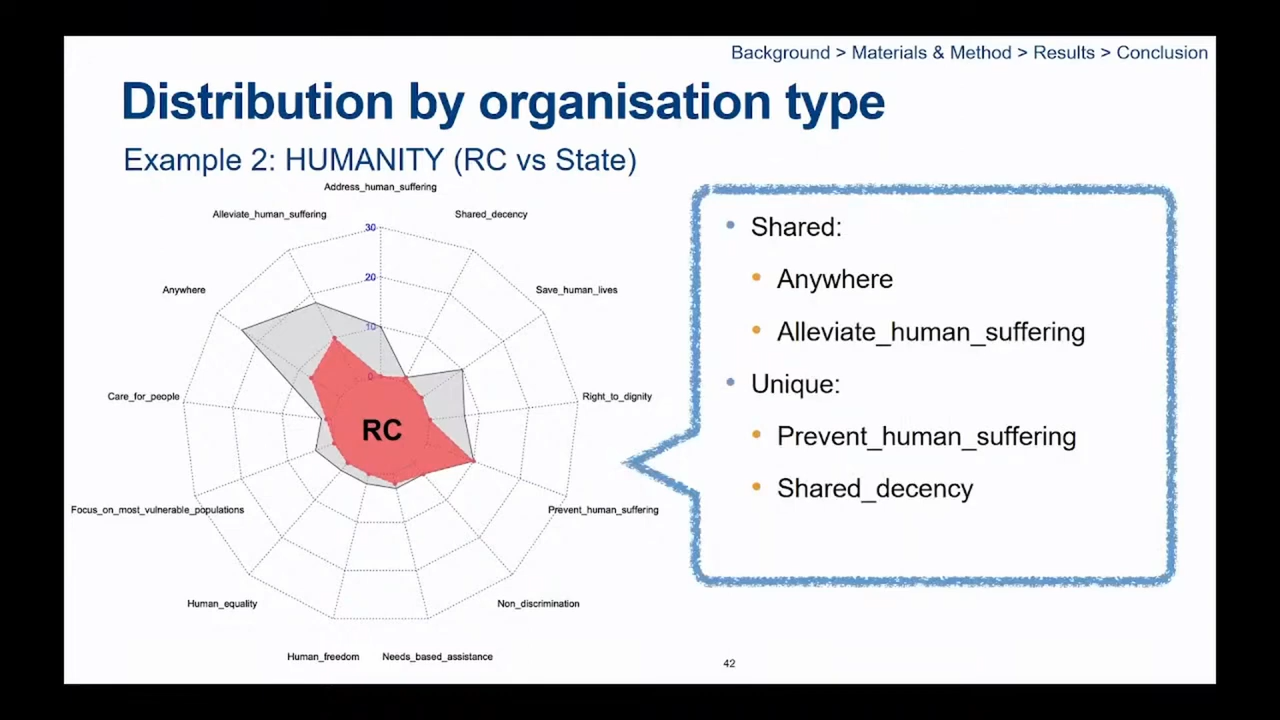 Background > Materials & Method > Results > Conclusion
Distribution by organisation type
Example 2: HUMANITY (RC vs State)
Address_human_suffering
Alleviate_human_suffering
Shared_decency
30
Anywhere
Save_human_lives
20
10
0
Care_for_people
Right_to_dignity
RC
Focus_on_most_vulnerable_populations
Prevent_human_suffering
Human_equality
Non_discrimination
Human_freedom
Needs_based_assistance
• Shared:
• Anywhere
• Alleviate_human_suffering
• Unique:
• Prevent_human_suffering
• Shared_decency
42